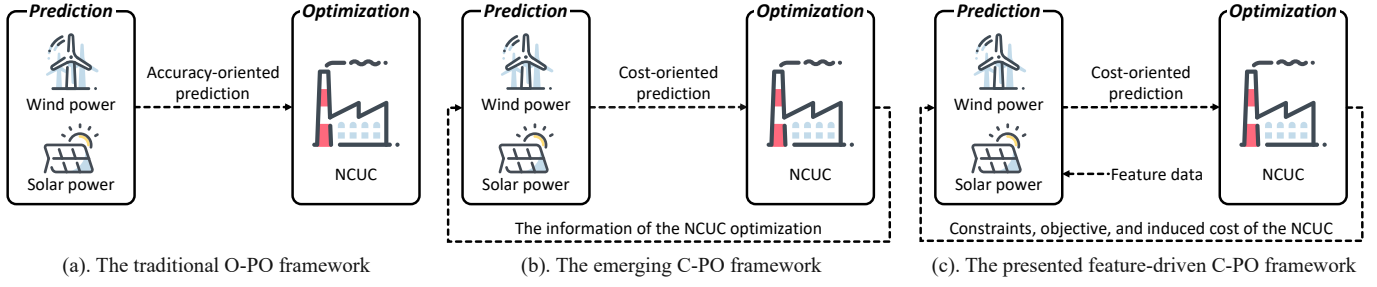 Prediction
Optimization
Accuracy-oriented
prediction
Wind power
Solar power
NCUC
(a). The traditional O-PO framework
Prediction
Optimization
Cost-oriented
prediction
Wind power
Solar power
NCUC
The information of the NCUC optimization
(b). The emerging C-PO framework
Prediction
Optimization
Cost-oriented
prediction
Wind power
Solar power
Feature data
NCUC
Constraints, objective, and induced cost of the NCUC
(c). The presented feature-driven C-PO framework